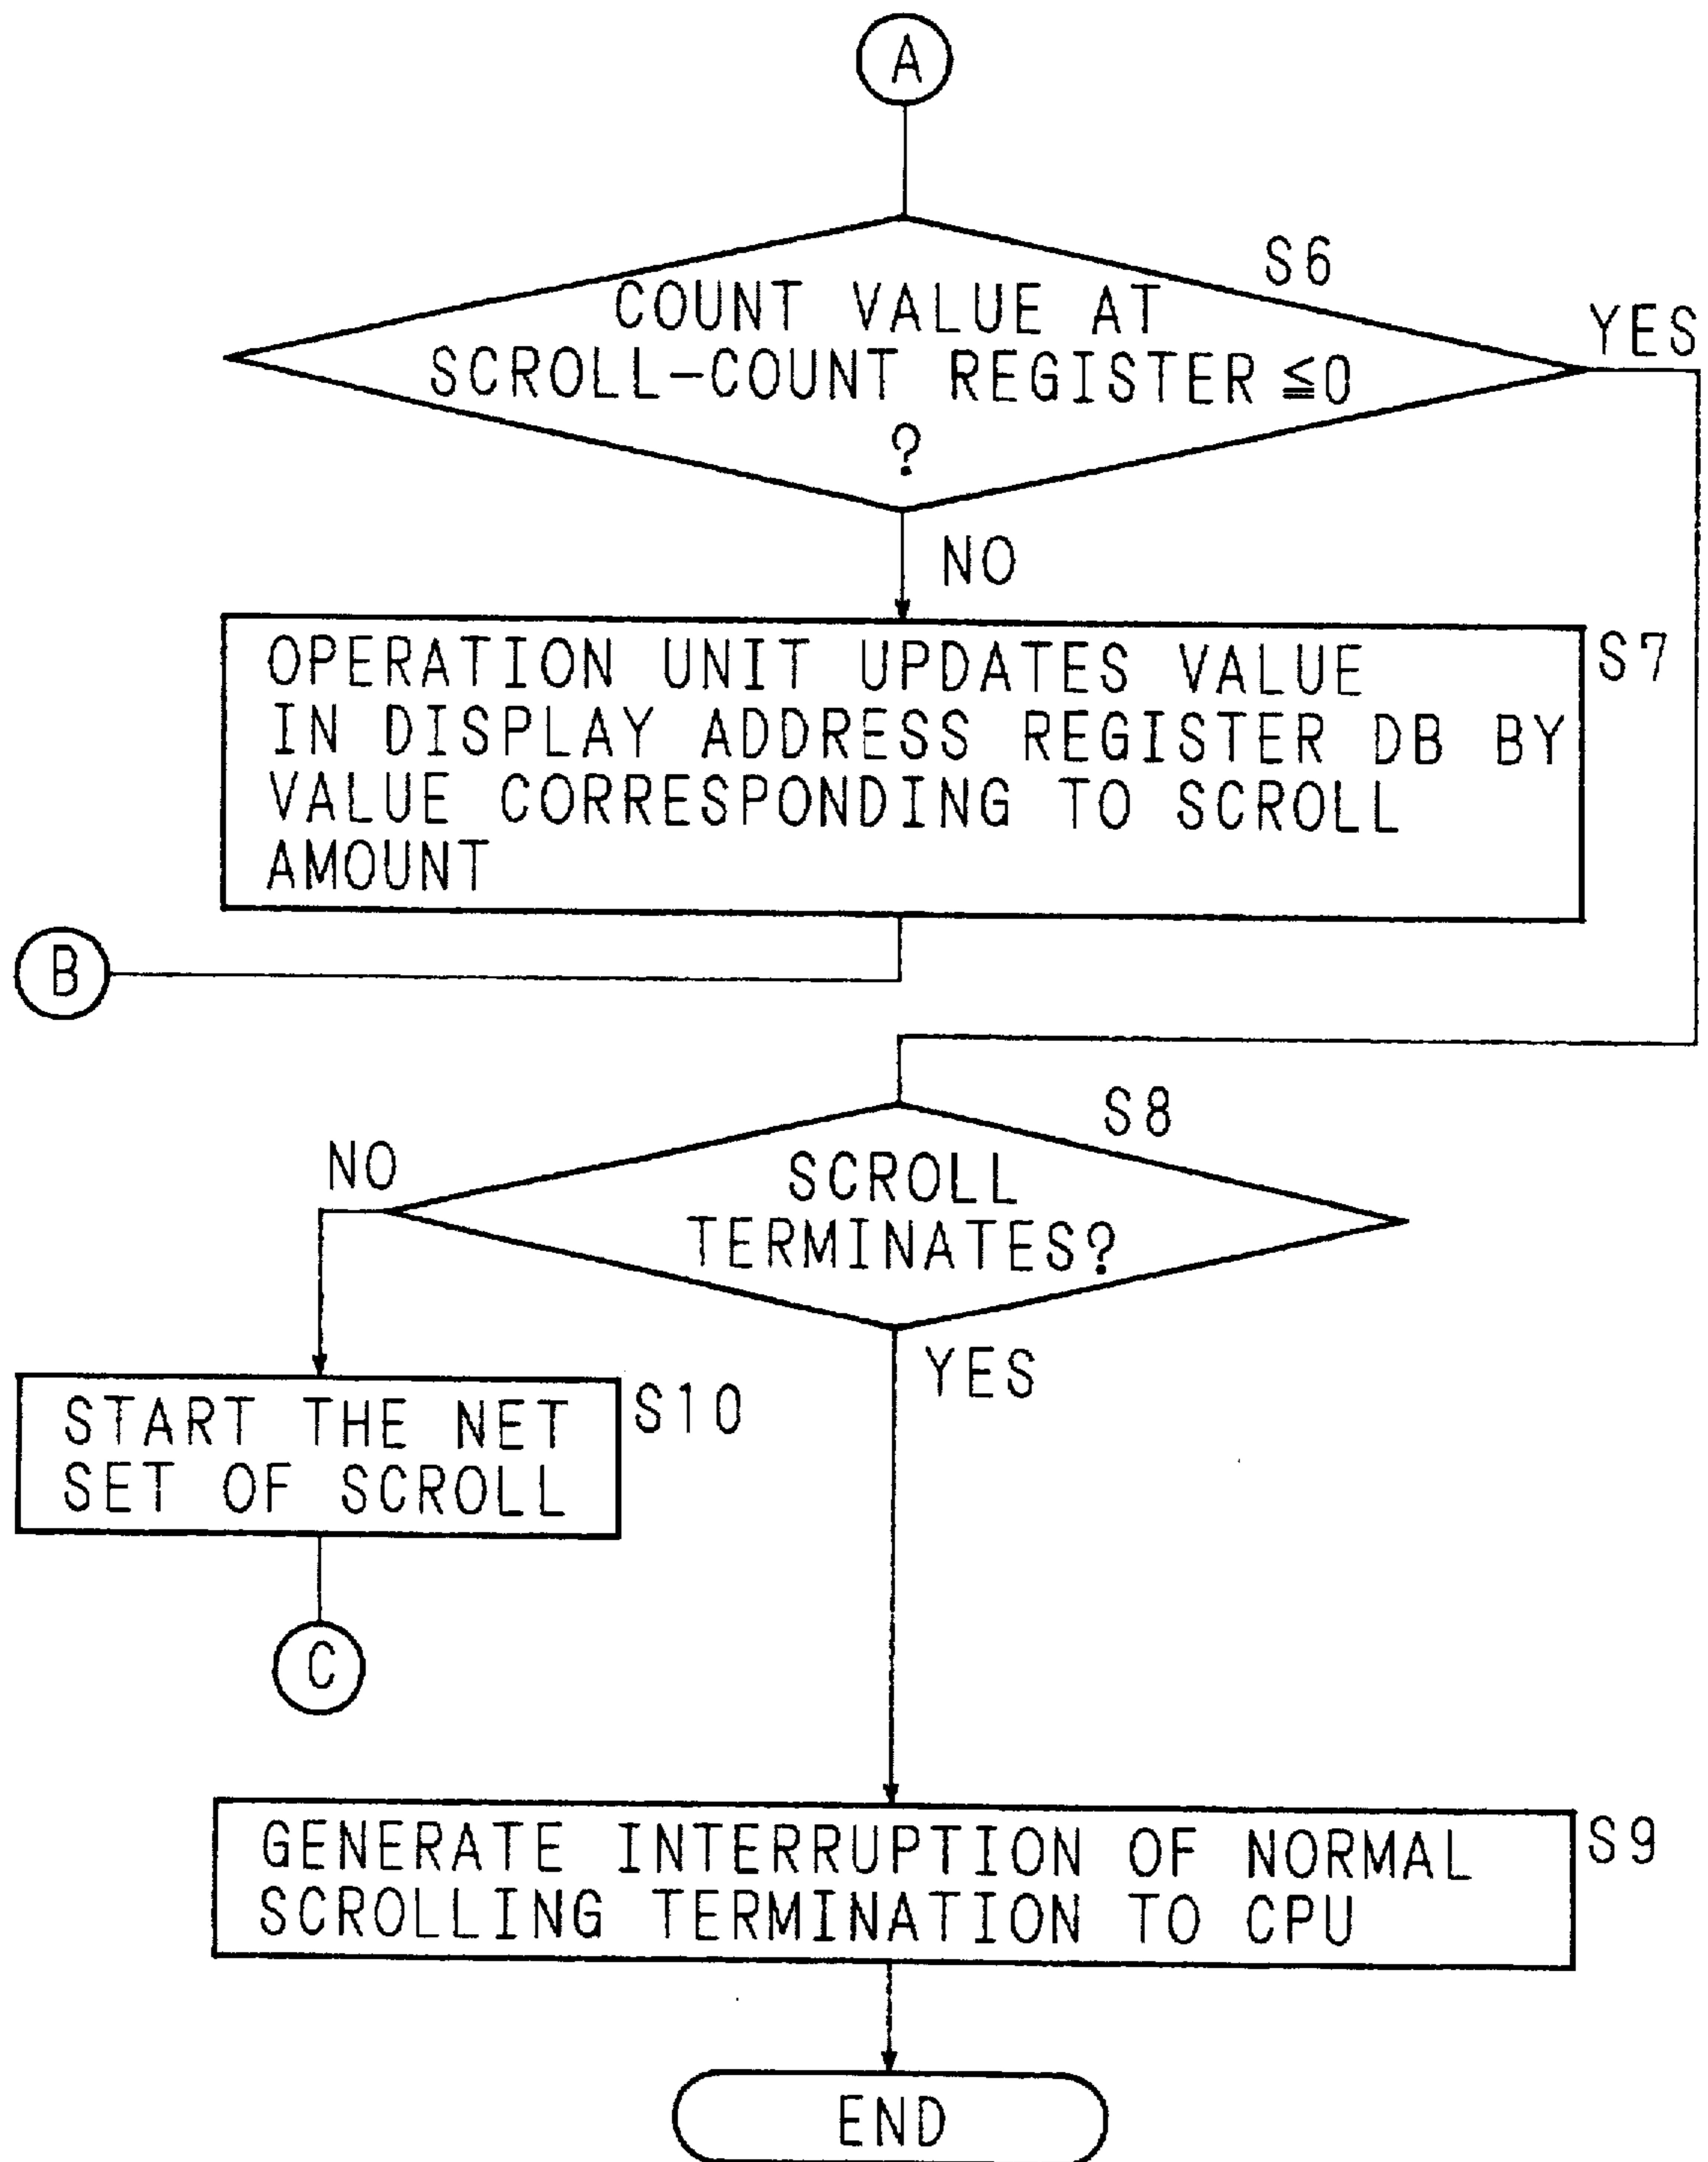 A
S6
COUNT VALUE AT
SCROLL-COUNT REGISTER ≦0
?
YES
NO
OPERATION UNIT UPDATES VALUE
IN DISPLAY ADDRESS REGISTER DB BY
VALUE CORRESPONDING TO SCROLL
AMOUNT
S7
B
S8
SCROLL
TERMINATES?
NO
YES
START THE NET
SET OF SCROLL
S10
C
GENERATE INTERRUPTION OF NORMAL
SCROLLING TERMINATION TO CPU
S9
END